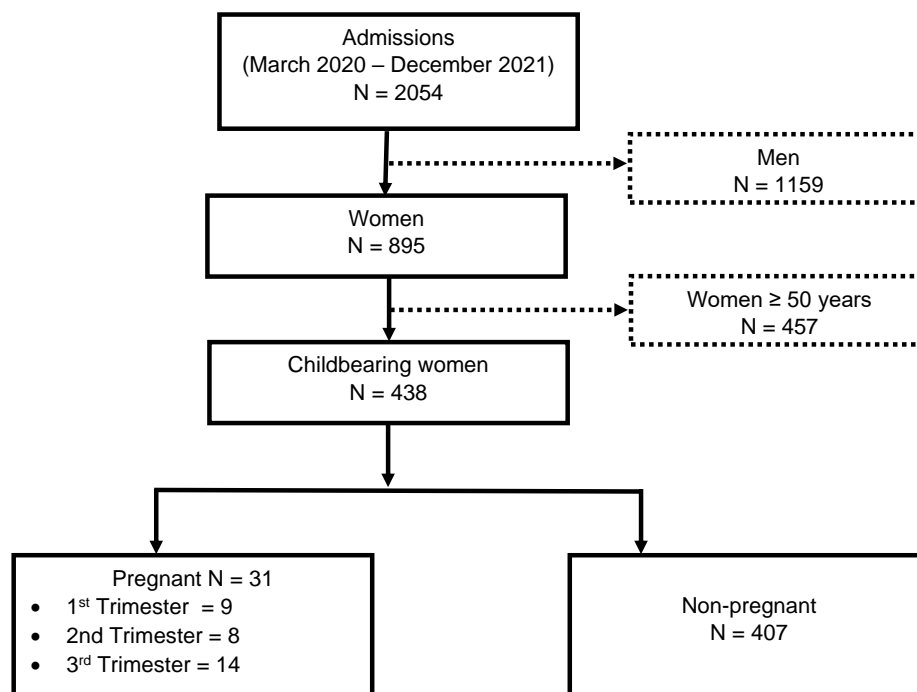 Admissions
(March 2020 – December 2021)
N = 2054
Men
N = 1159
Women
N = 895
Women ≥ 50 years
N = 457
Childbearing women
N = 438
Pregnant N = 31
• 1st Trimester = 9
• 2nd Trimester = 8
• 3rd Trimester = 14
Non-pregnant
N = 407